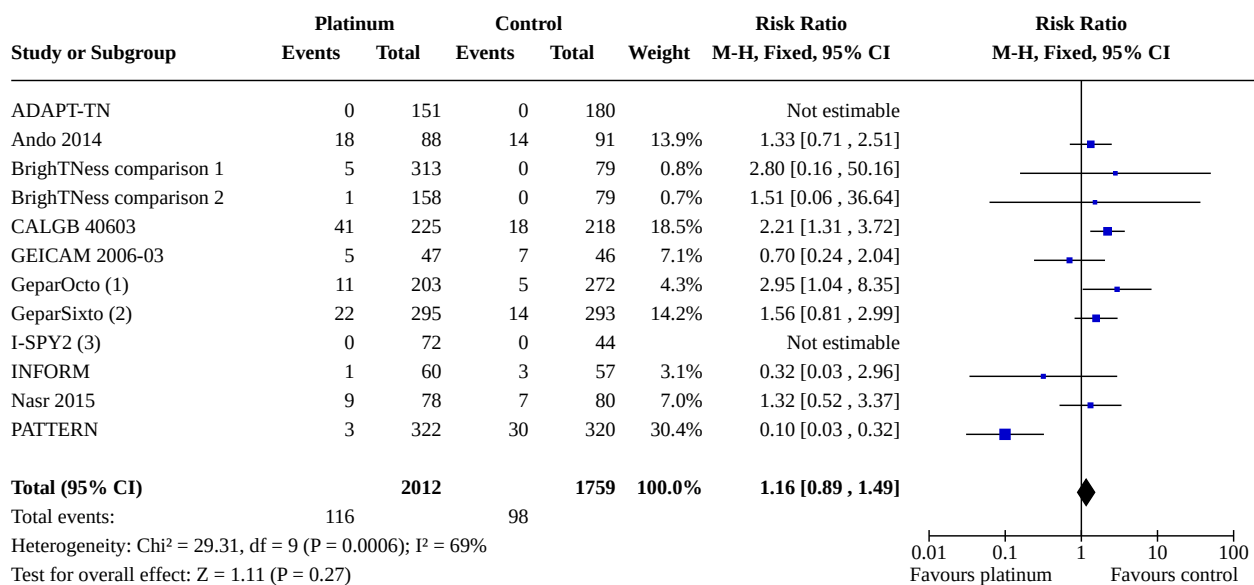 Platinum Control Risk Ratio Risk Ratio
Study or Subgroup Events Total Events Total Weight M-H, Fixed, 95% CI M-H, Fixed, 95% CI
ADAPT-TN 0 151 0 180 Not estimable
Ando 2014 18 88 14 91 13.9% 1.33 [0.71 , 2.51]
BrighTNess comparison 1 5 313 0 79 0.8% 2.80 [0.16 , 50.16]
BrighTNess comparison 2 1 158 0 79 0.7% 1.51 [0.06 , 36.64]
CALGB 40603 41 225 18 218 18.5% 2.21 [1.31 , 3.72]
GEICAM 2006-03 5 47 7 46 7.1% 0.70 [0.24 , 2.04]
GeparOcto (1) 11 203 5 272 4.3% 2.95 [1.04 , 8.35]
GeparSixto (2) 22 295 14 293 14.2% 1.56 [0.81 , 2.99]
I-SPY2 (3) 0 72 0 44 Not estimable
INFORM 1 60 3 57 3.1% 0.32 [0.03 , 2.96]
Nasr 2015 9 78 7 80 7.0% 1.32 [0.52 , 3.37]
PATTERN 3 322 30 320 30.4% 0.10 [0.03 , 0.32]
Total (95% CI) 2012 1759 100.0% 1.16 [0.89 , 1.49]
Total events: 116 98
Heterogeneity: Chi² = 29.31, df = 9 (P = 0.0006); I² = 69%
0.01 0.1 1 10 100
Test for overall effect: Z = 1.11 (P = 0.27) Favours platinum Favours control